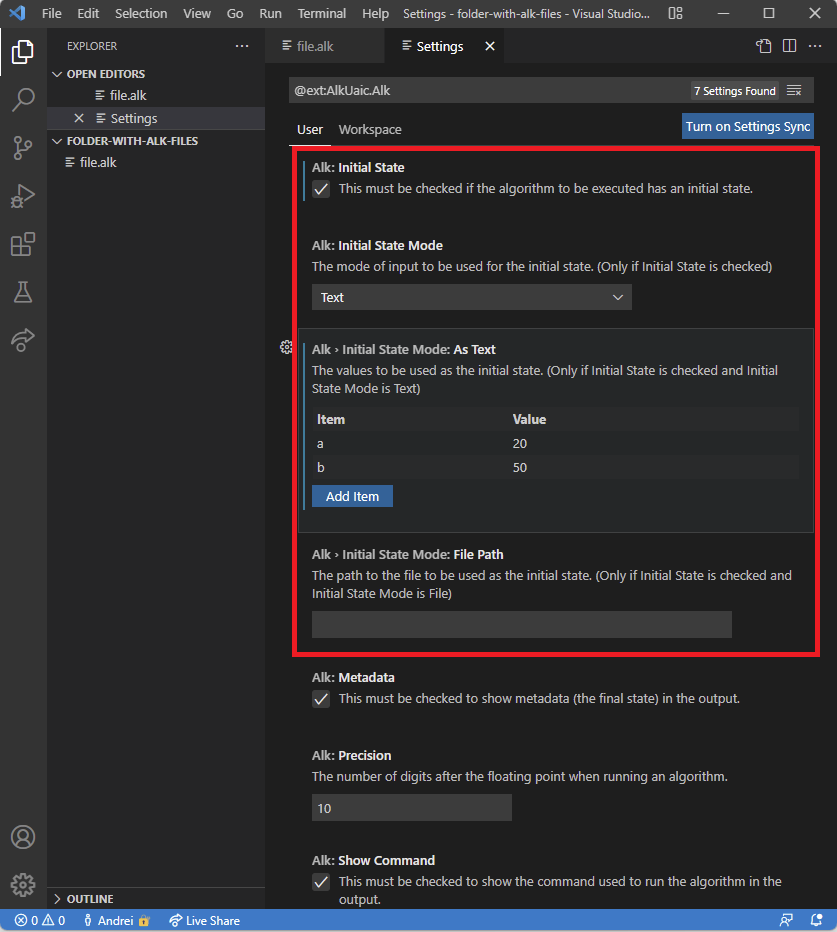 File Edit Selection View Go Run Terminal Help Settings - folder-with-alk-files - Visual Studio...
EXPLORER
OPEN EDITORS
file.alk
Settings
FOLDER-WITH-ALK-FILES
file.alk
OUTLINE
file.alk Settings
@ext:AlkUaic.Alk 7 Settings Found
User Workspace Turn on Settings Sync
Alk: Initial State
This must be checked if the algorithm to be executed has an initial state.
Alk: Initial State Mode
The mode of input to be used for the initial state. (Only if Initial State is checked)
Text
Alk › Initial State Mode: As Text
The values to be used as the initial state. (Only if Initial State is checked and Initial
State Mode is Text)
Item Value
a 20
b 50
Add Item
Alk › Initial State Mode: File Path
The path to the file to be used as the initial state. (Only if Initial State is checked and
Initial State Mode is File)
Alk: Metadata
This must be checked to show metadata (the final state) in the output.
Alk: Precision
The number of digits after the floating point when running an algorithm.
10
Alk: Show Command
This must be checked to show the command used to run the algorithm in the
output.
0 0 Andrei Live Share